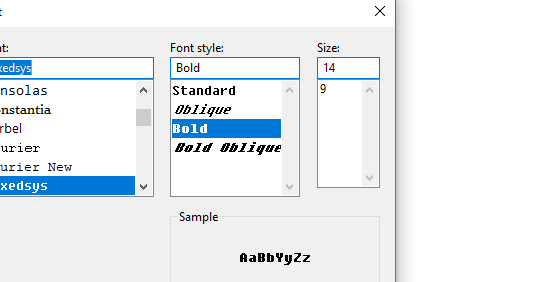 t
nt: Font style: Size:
xedsys Bold 14
nsolas
onstantia
rbel
urier
urier New
xedsys
Standard
Oblique
Bold
Bold Oblique
9
Sample
AaBbYyZz